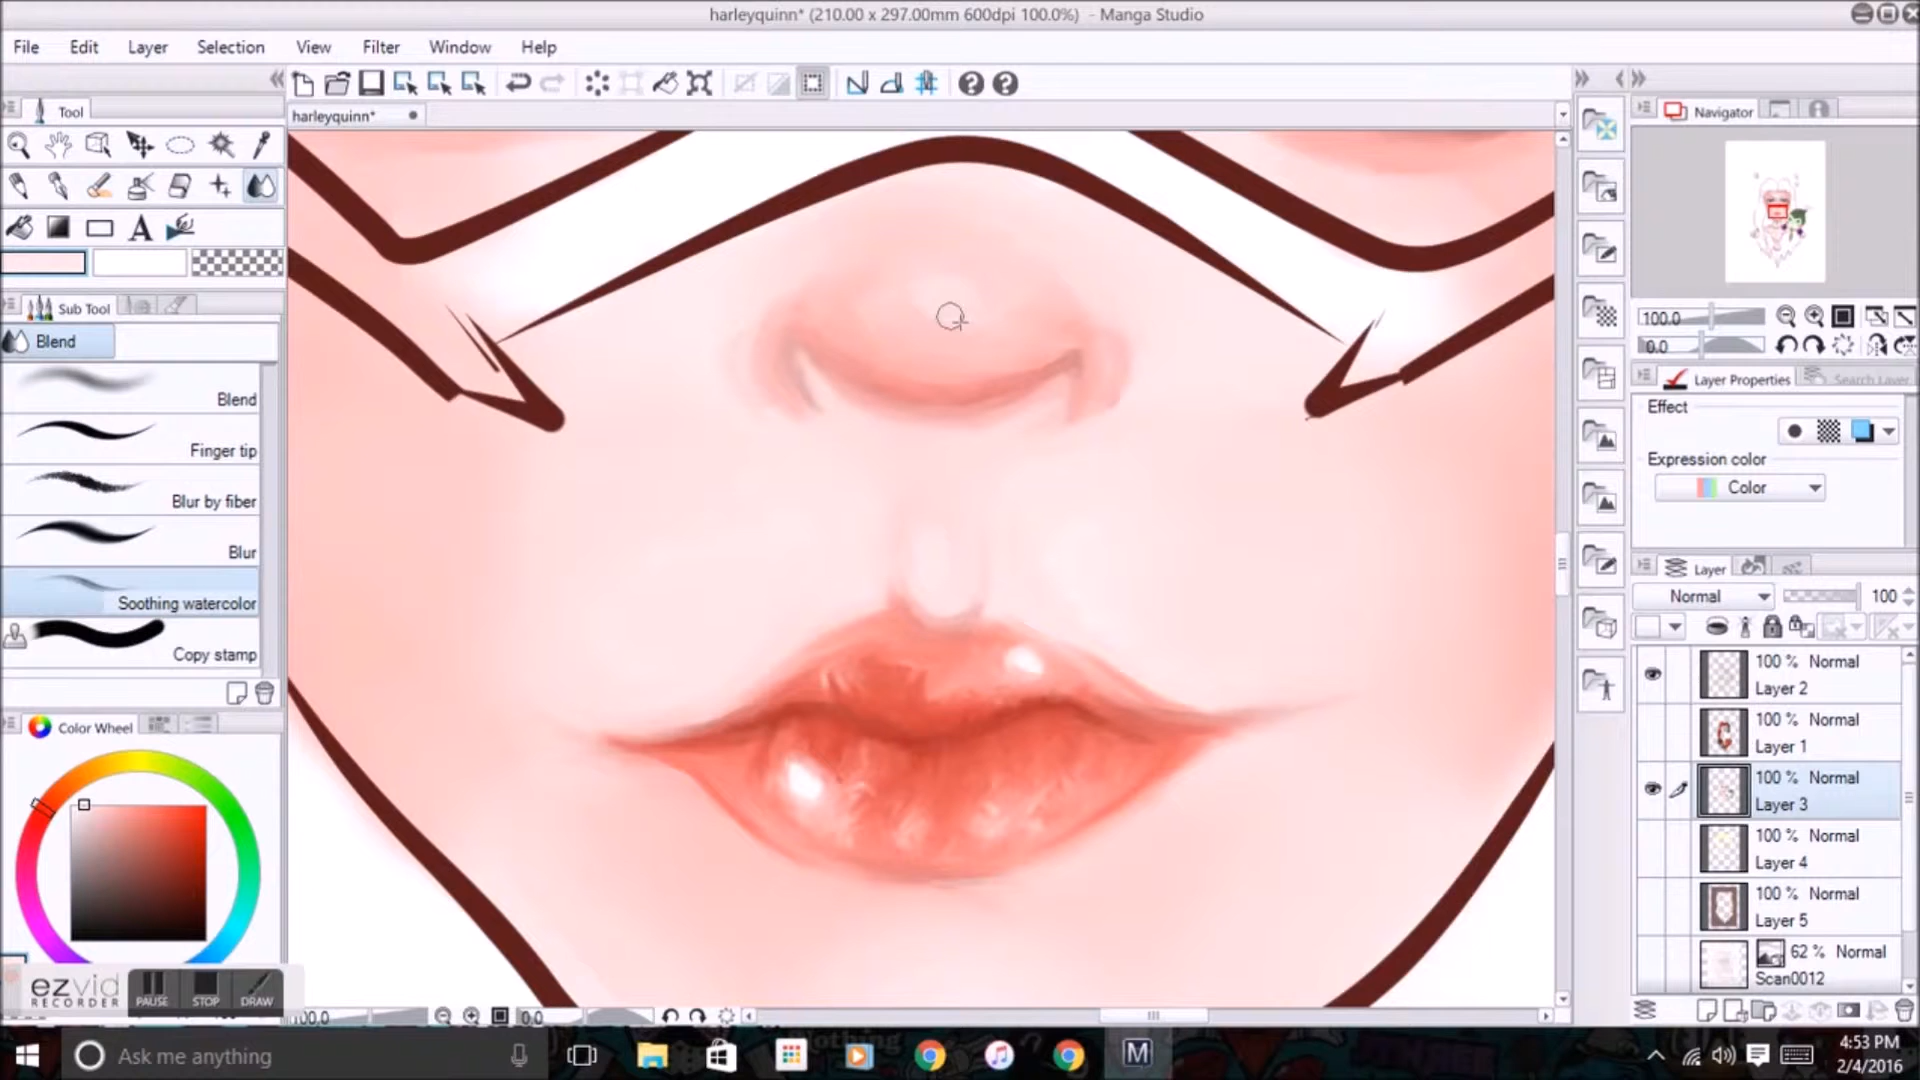 harleyquinn* (210.00 x 297.00mm 600dpi 100.0%) - Manga Studio
File Edit Layer Selection View Filter Window Help
Tool
harleyquinn*
Navigator
A
Sub Tool
100.0
0.0
Blend
Layer Properties
Search Layer
Blend
Effect
Finger tip
Expression color
Color
Blur by fiber
Blur
Layer
Soothing watercolor
Normal 100
Copy stamp
100 % Normal
Layer 2
100 % Normal
Layer 1
Color Wheel
100 % Normal
Layer 3
100 % Normal
Layer 4
100 % Normal
Layer 5
62 % Normal
Scan0012
ezvid
RECORDER
PAUSE STOP DRAW
100.0 0.0
Ask me anything
M
4:53 PM
2/4/2016